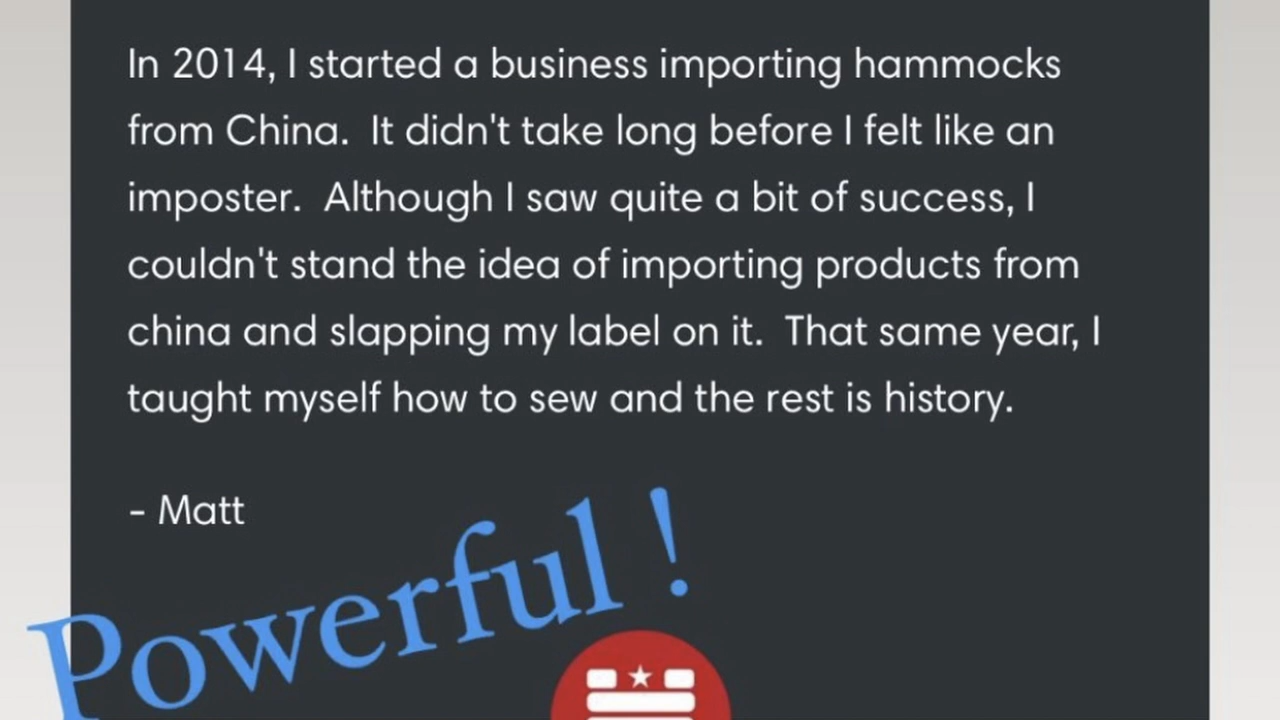 In 2014, I started a business importing hammocks
from China.  It didn't take long before I felt like an
imposter.  Although I saw quite a bit of success, I
couldn't stand the idea of importing products from
china and slapping my label on it.  That same year, I
taught myself how to sew and the rest is history.
- Matt
Powerful !